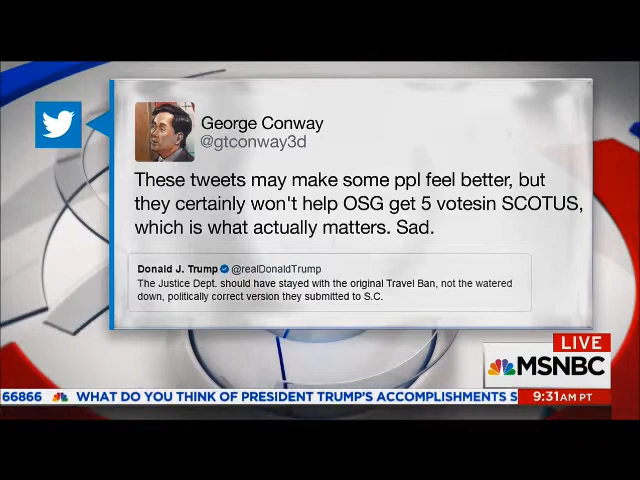 George Conway
@gtconway3d
These tweets may make some ppl feel better, but
they certainly won't help OSG get 5 votesin SCOTUS,
which is what actually matters. Sad.
Donald J. Trump @realDonaldTrump
The Justice Dept. should have stayed with the original Travel Ban, not the watered
down, politically correct version they submitted to S.C.
LIVE
MSNBC
66866 WHAT DO YOU THINK OF PRESIDENT TRUMP'S ACCOMPLISHMENTS S
9:31AM PT